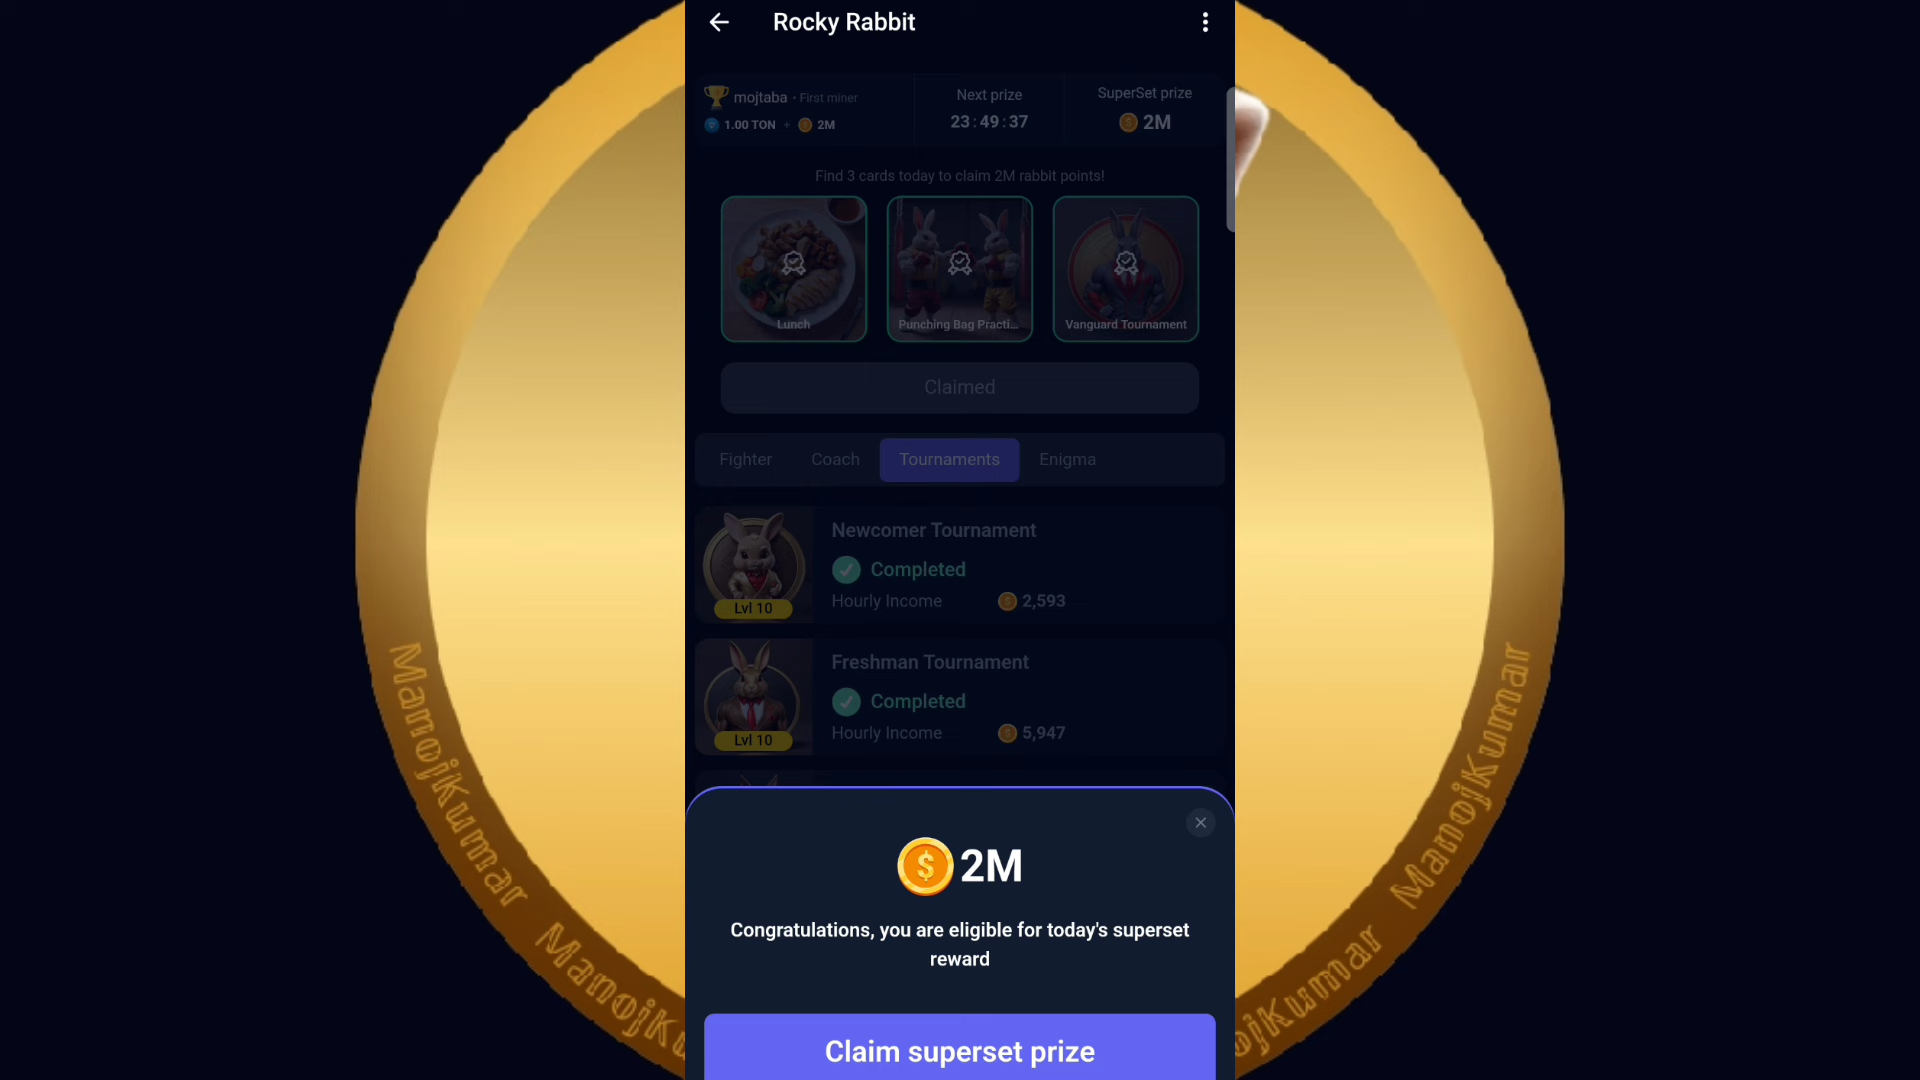 Rocky Rabbit
mojtaba • First miner
1.00 TON + 2M
Next prize
23 : 49 : 37
SuperSet prize
2M
Find 3 cards today to claim 2M rabbit points!
Lunch
Punching Bag Practi...
Vanguard Tournament
Claimed
Fighter Coach Tournaments Enigma
Newcomer Tournament
Completed
Hourly Income 2,593
Lvl 10
Freshman Tournament
Completed
Hourly Income 5,947
Lvl 10
$ 2M
Congratulations, you are eligible for today's superset
reward
Claim superset prize
ManojKumar
ManojKu
ojKumar
ManojKumar